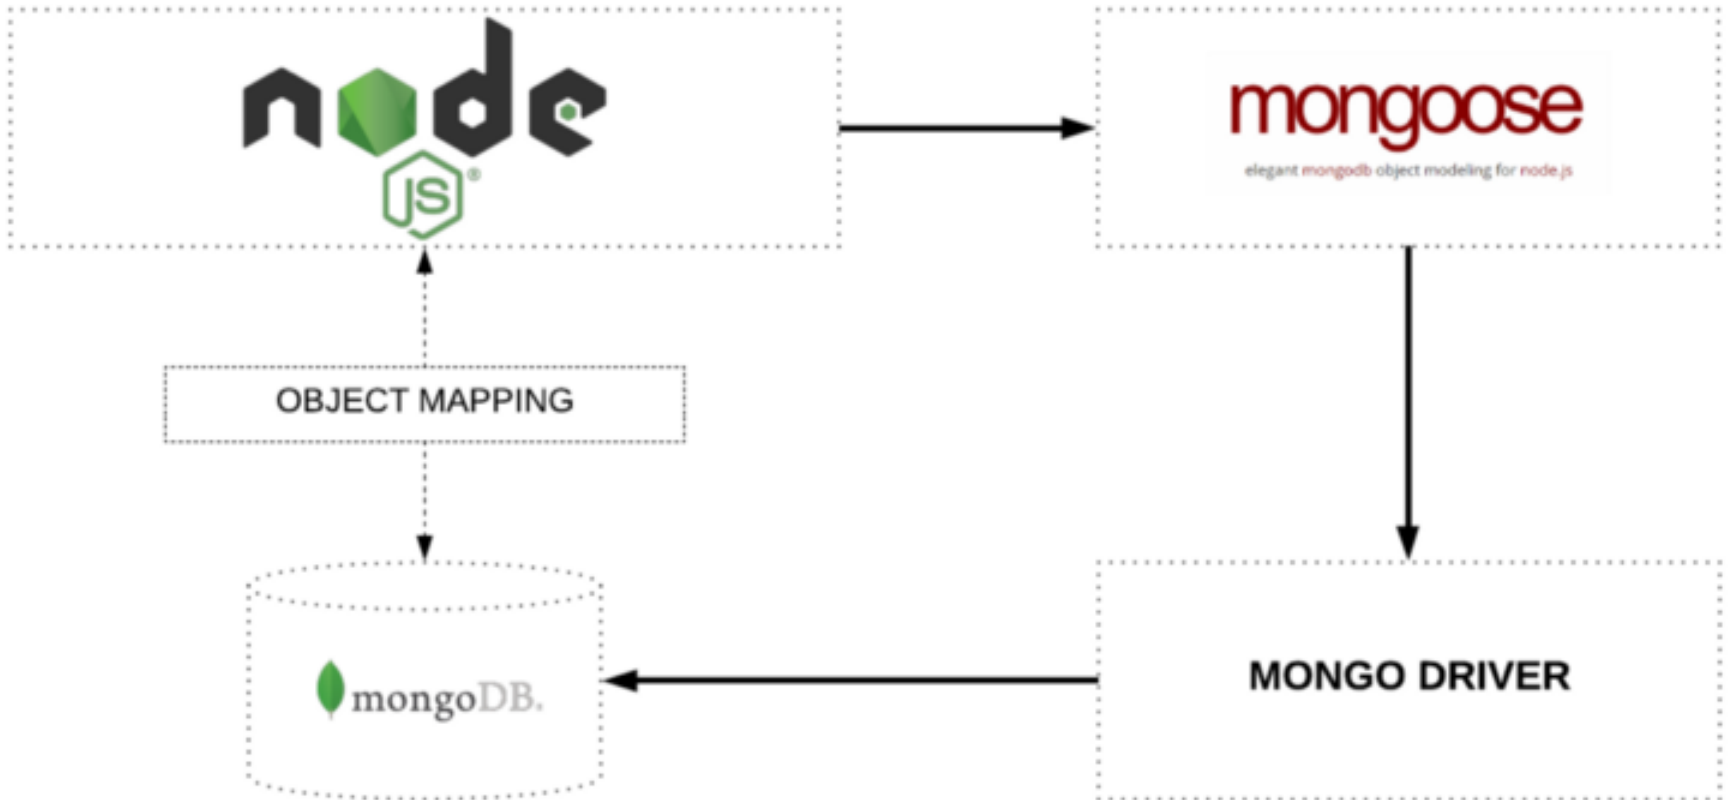 node
JS®
mongoose
elegant mongodb object modeling for node.js
OBJECT MAPPING
mongoDB.
MONGO DRIVER